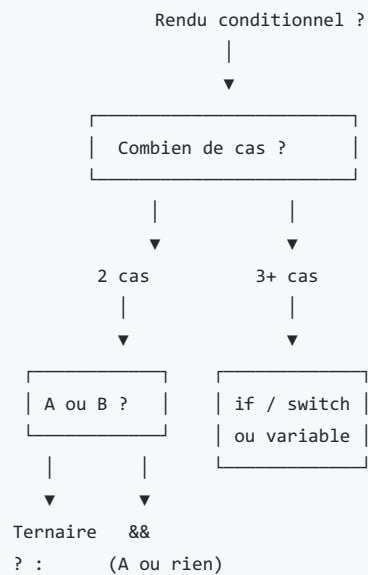 Rendu conditionnel ?
Combien de cas ?
2 cas 3+ cas
A ou B ? if / switch
ou variable
Ternaire &&
? : (A ou rien)